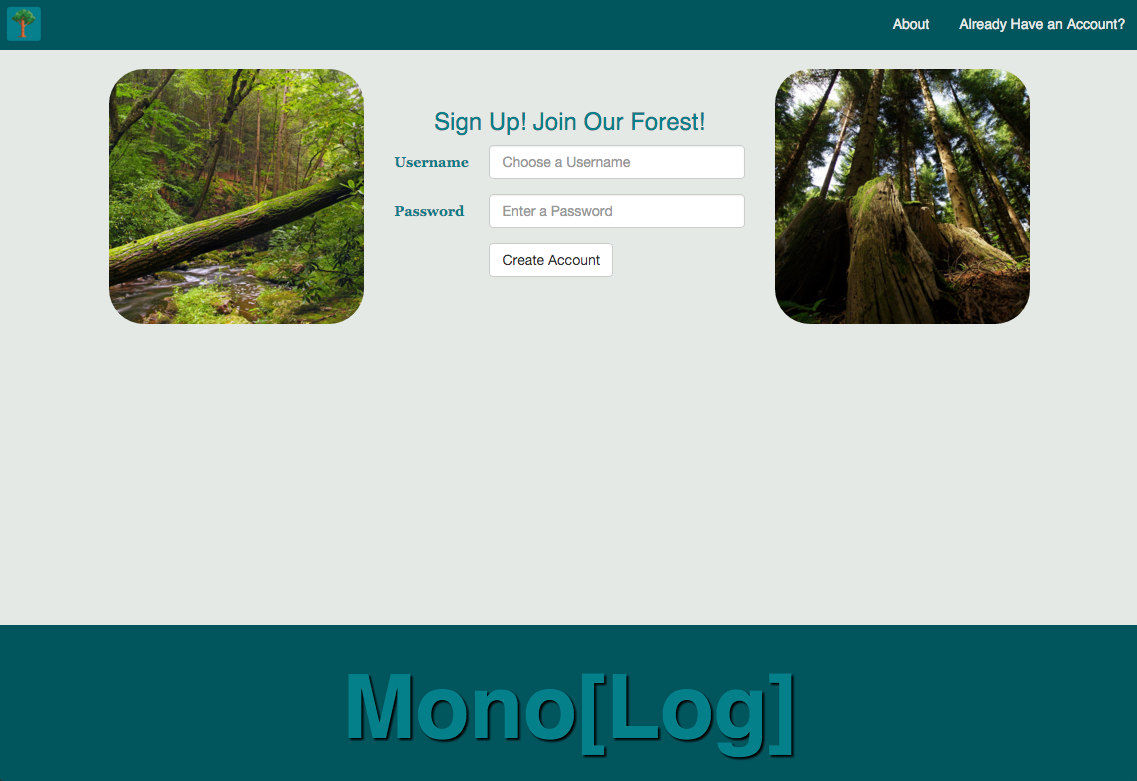 About
Already Have an Account?
Sign Up! Join Our Forest!
Username
Choose a Username
Password
Enter a Password
Create Account
Mono[Log]